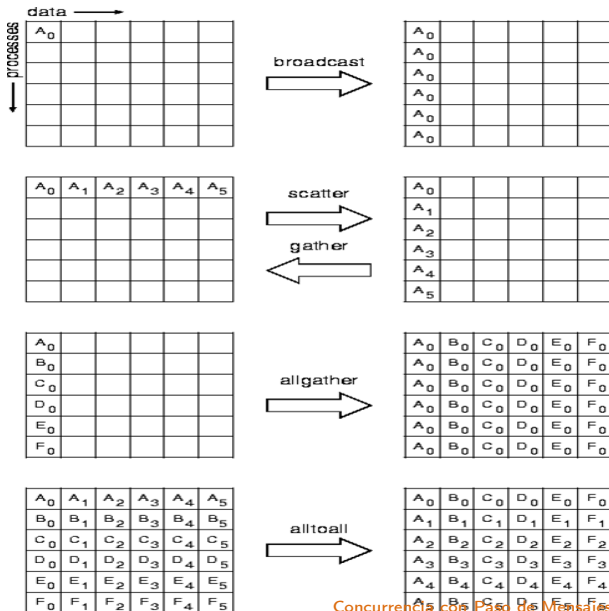 data
processes
A₀
A₀
broadcast
A₀
A₀
A₀
A₀
A₀
A₀ A₁ A₂ A₃ A₄ A₅
scatter
gather
A₀
A₁
A₂
A₃
A₄
A₅
A₀
B₀
C₀
D₀
E₀
F₀
allgather
A₀ B₀ C₀ D₀ E₀ F₀
A₀ B₀ C₀ D₀ E₀ F₀
A₀ B₀ C₀ D₀ E₀ F₀
A₀ B₀ C₀ D₀ E₀ F₀
A₀ B₀ C₀ D₀ E₀ F₀
A₀ B₀ C₀ D₀ E₀ F₀
A₀ A₁ A₂ A₃ A₄ A₅
B₀ B₁ B₂ B₃ B₄ B₅
C₀ C₁ C₂ C₃ C₄ C₅
D₀ D₁ D₂ D₃ D₄ D₅
E₀ E₁ E₂ E₃ E₄ E₅
F₀ F₁ F₂ F₃ F₄ F₅
alltoall
A₀ B₀ C₀ D₀ E₀ F₀
A₁ B₁ C₁ D₁ E₁ F₁
A₂ B₂ C₂ D₂ E₂ F₂
A₃ B₃ C₃ D₃ E₃ F₃
A₄ B₄ C₄ D₄ E₄ F₄
A₅ B₅ C₅ D₅ E₅ F₅
Concurrencia con Paso de Mensajes